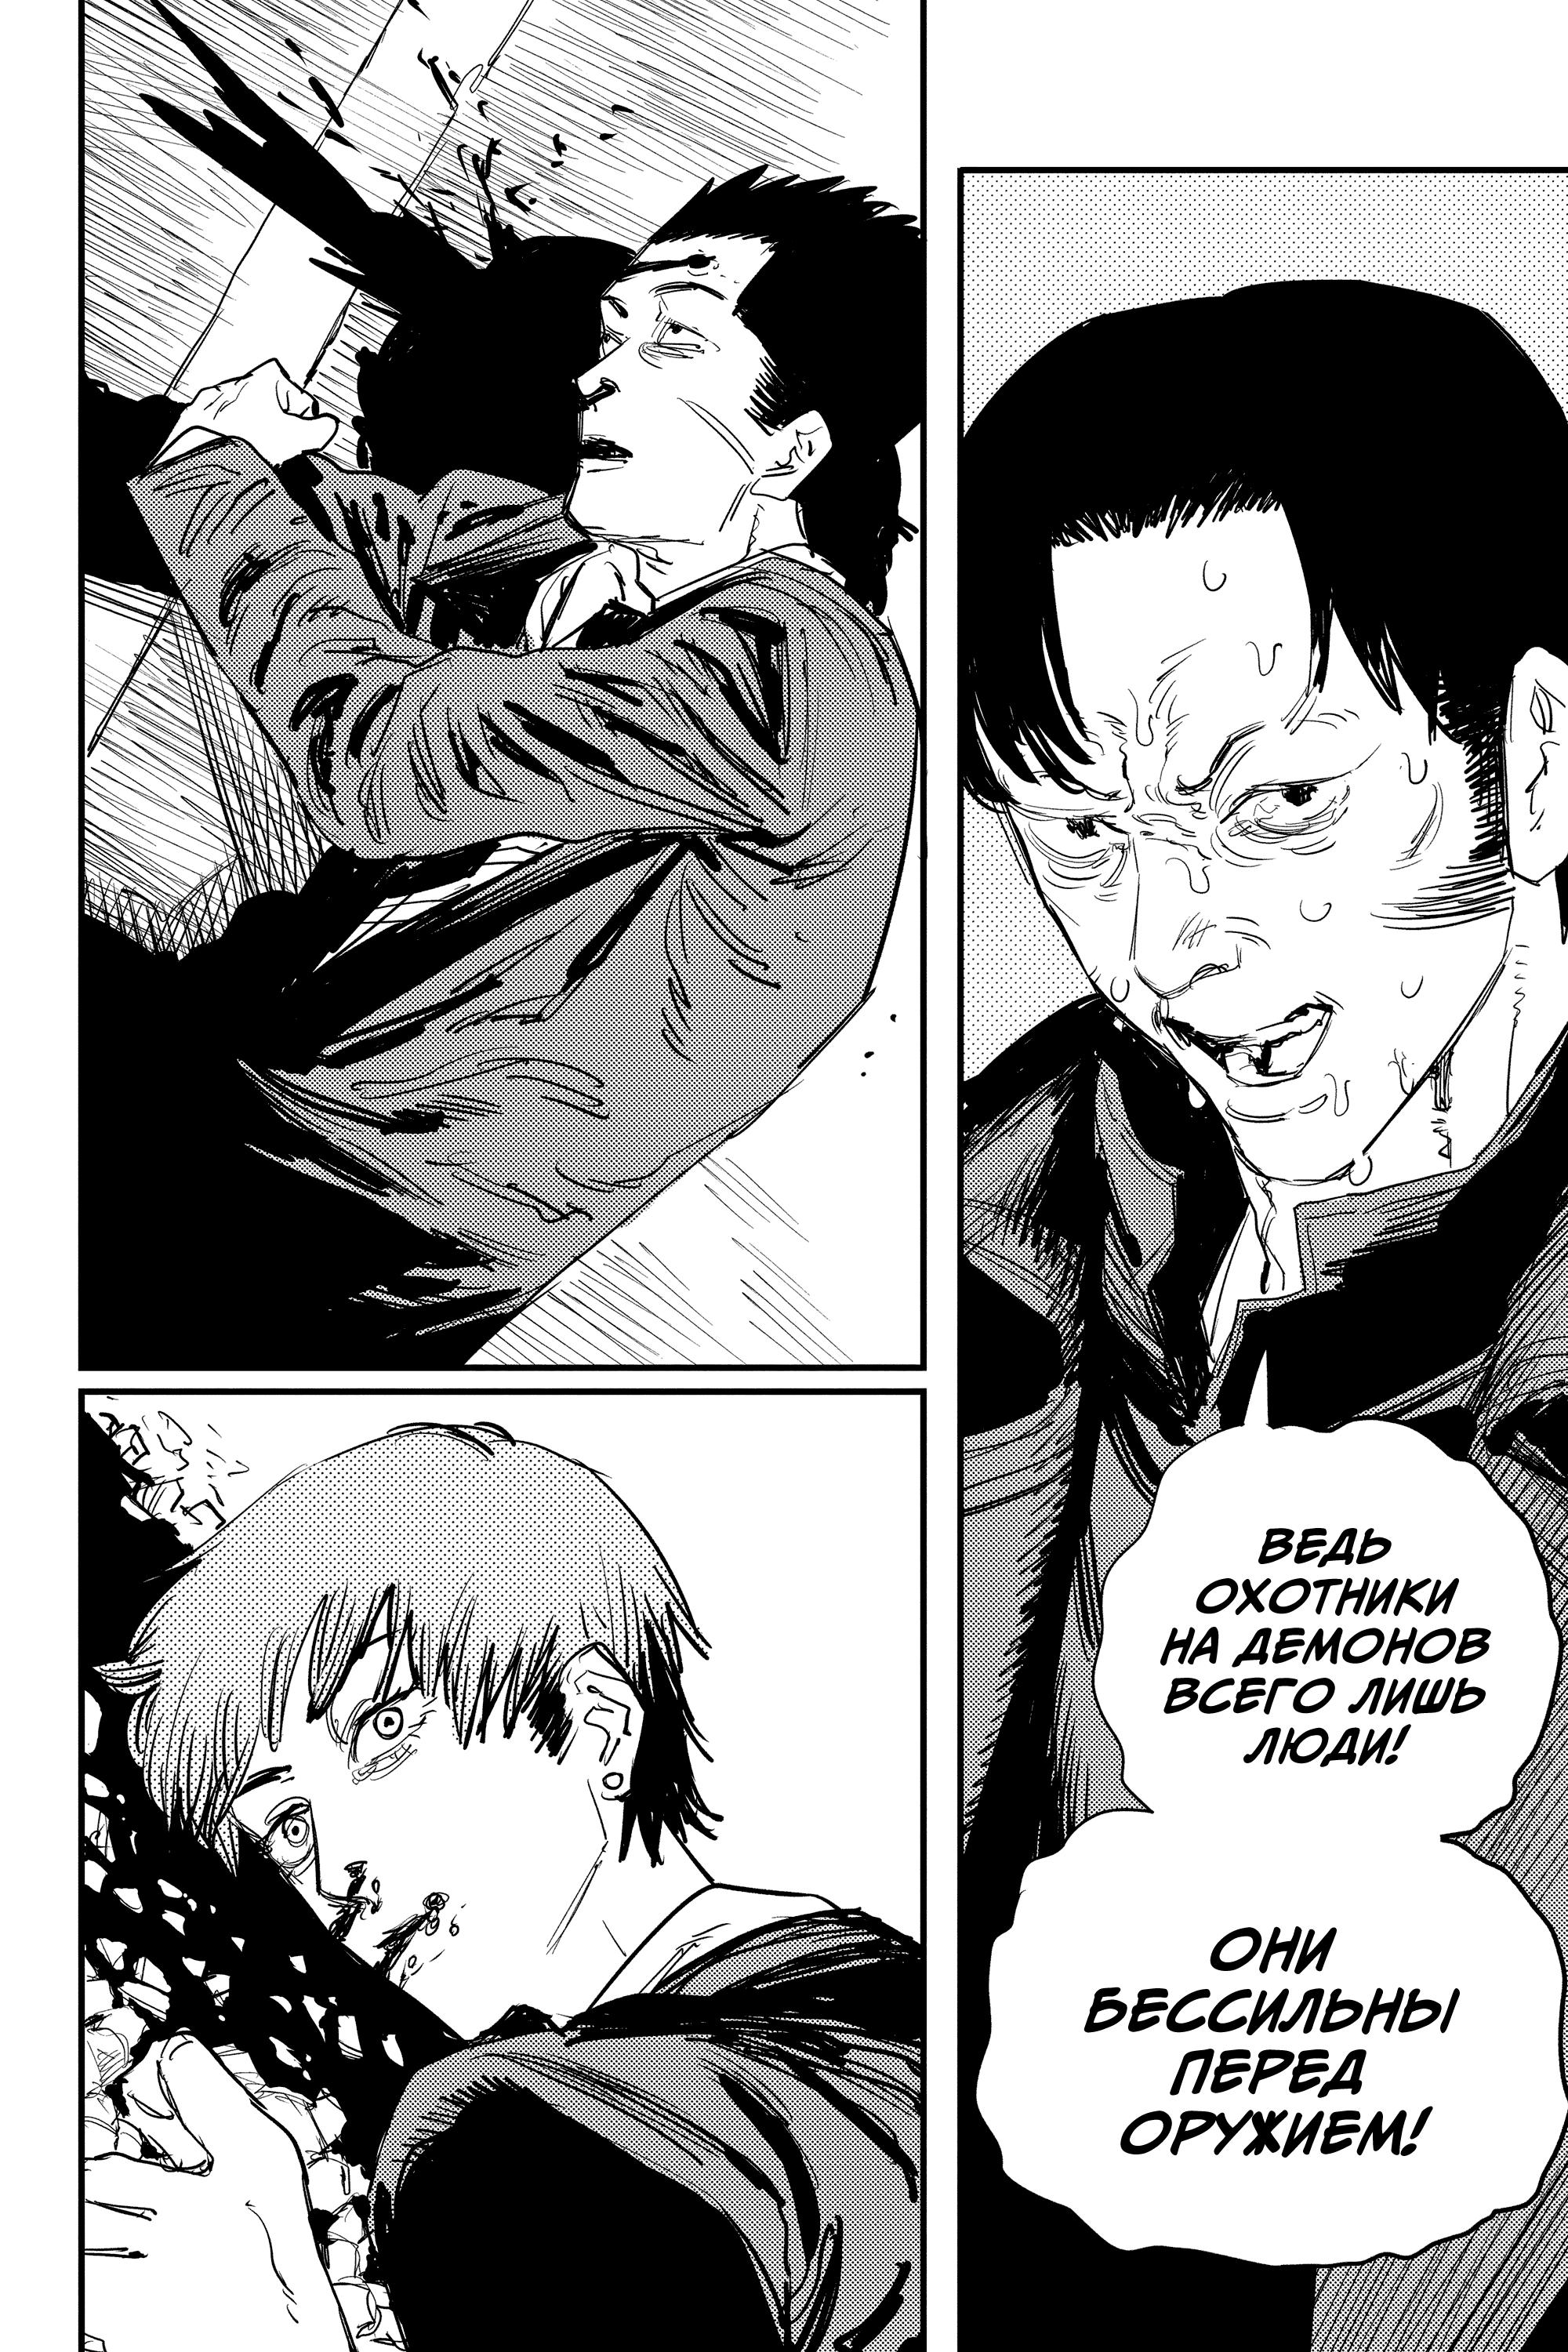 ВЕДЬ
ОХОТНИКИ
НА ДЕМОНОВ
ВСЕГО ЛИШЬ
ЛЮДИ!
ОНИ
БЕССИЛЬНЫ
ПЕРЕД
ОРУЖИЕМ!